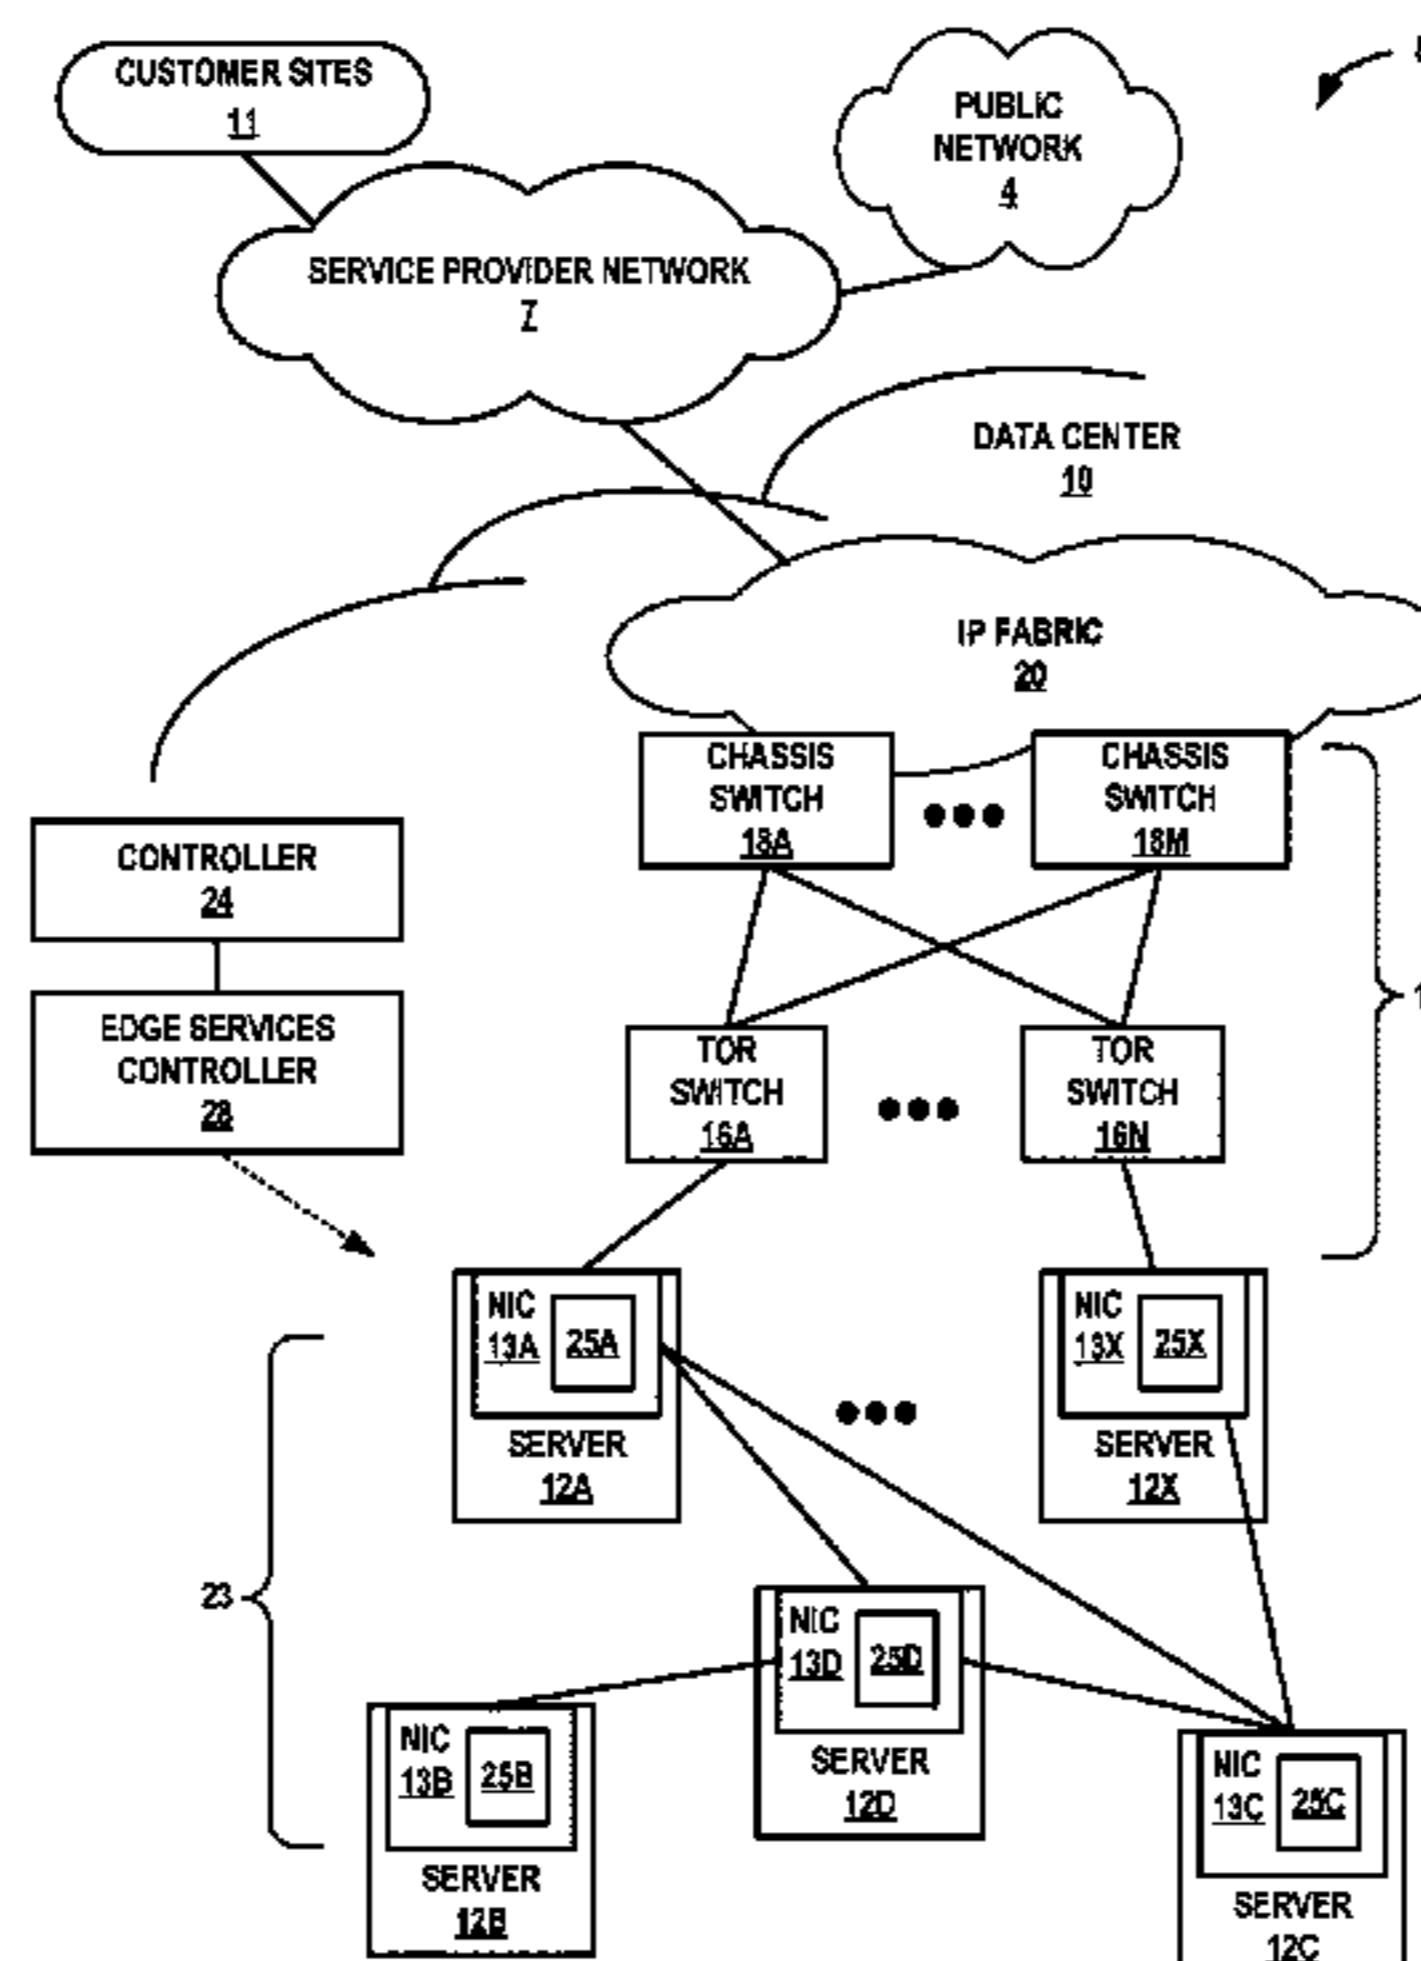 CUSTOMER SITES
11
PUBLIC
NETWORK
4
SERVICE PROVIDER NETWORK
7
DATA CENTER
10
IP FABRIC
20
CHASSIS
SWITCH
18A
CHASSIS
SWITCH
18M
CONTROLLER
24
EDGE SERVICES
CONTROLLER
28
TOR
SWITCH
16A
TOR
SWITCH
16N
NIC
13A
25A
SERVER
12A
NIC
13X
25X
SERVER
12X
23
NIC
13D
25D
SERVER
12D
NIC
13B
25B
SERVER
12B
NIC
13C
25C
SERVER
12C